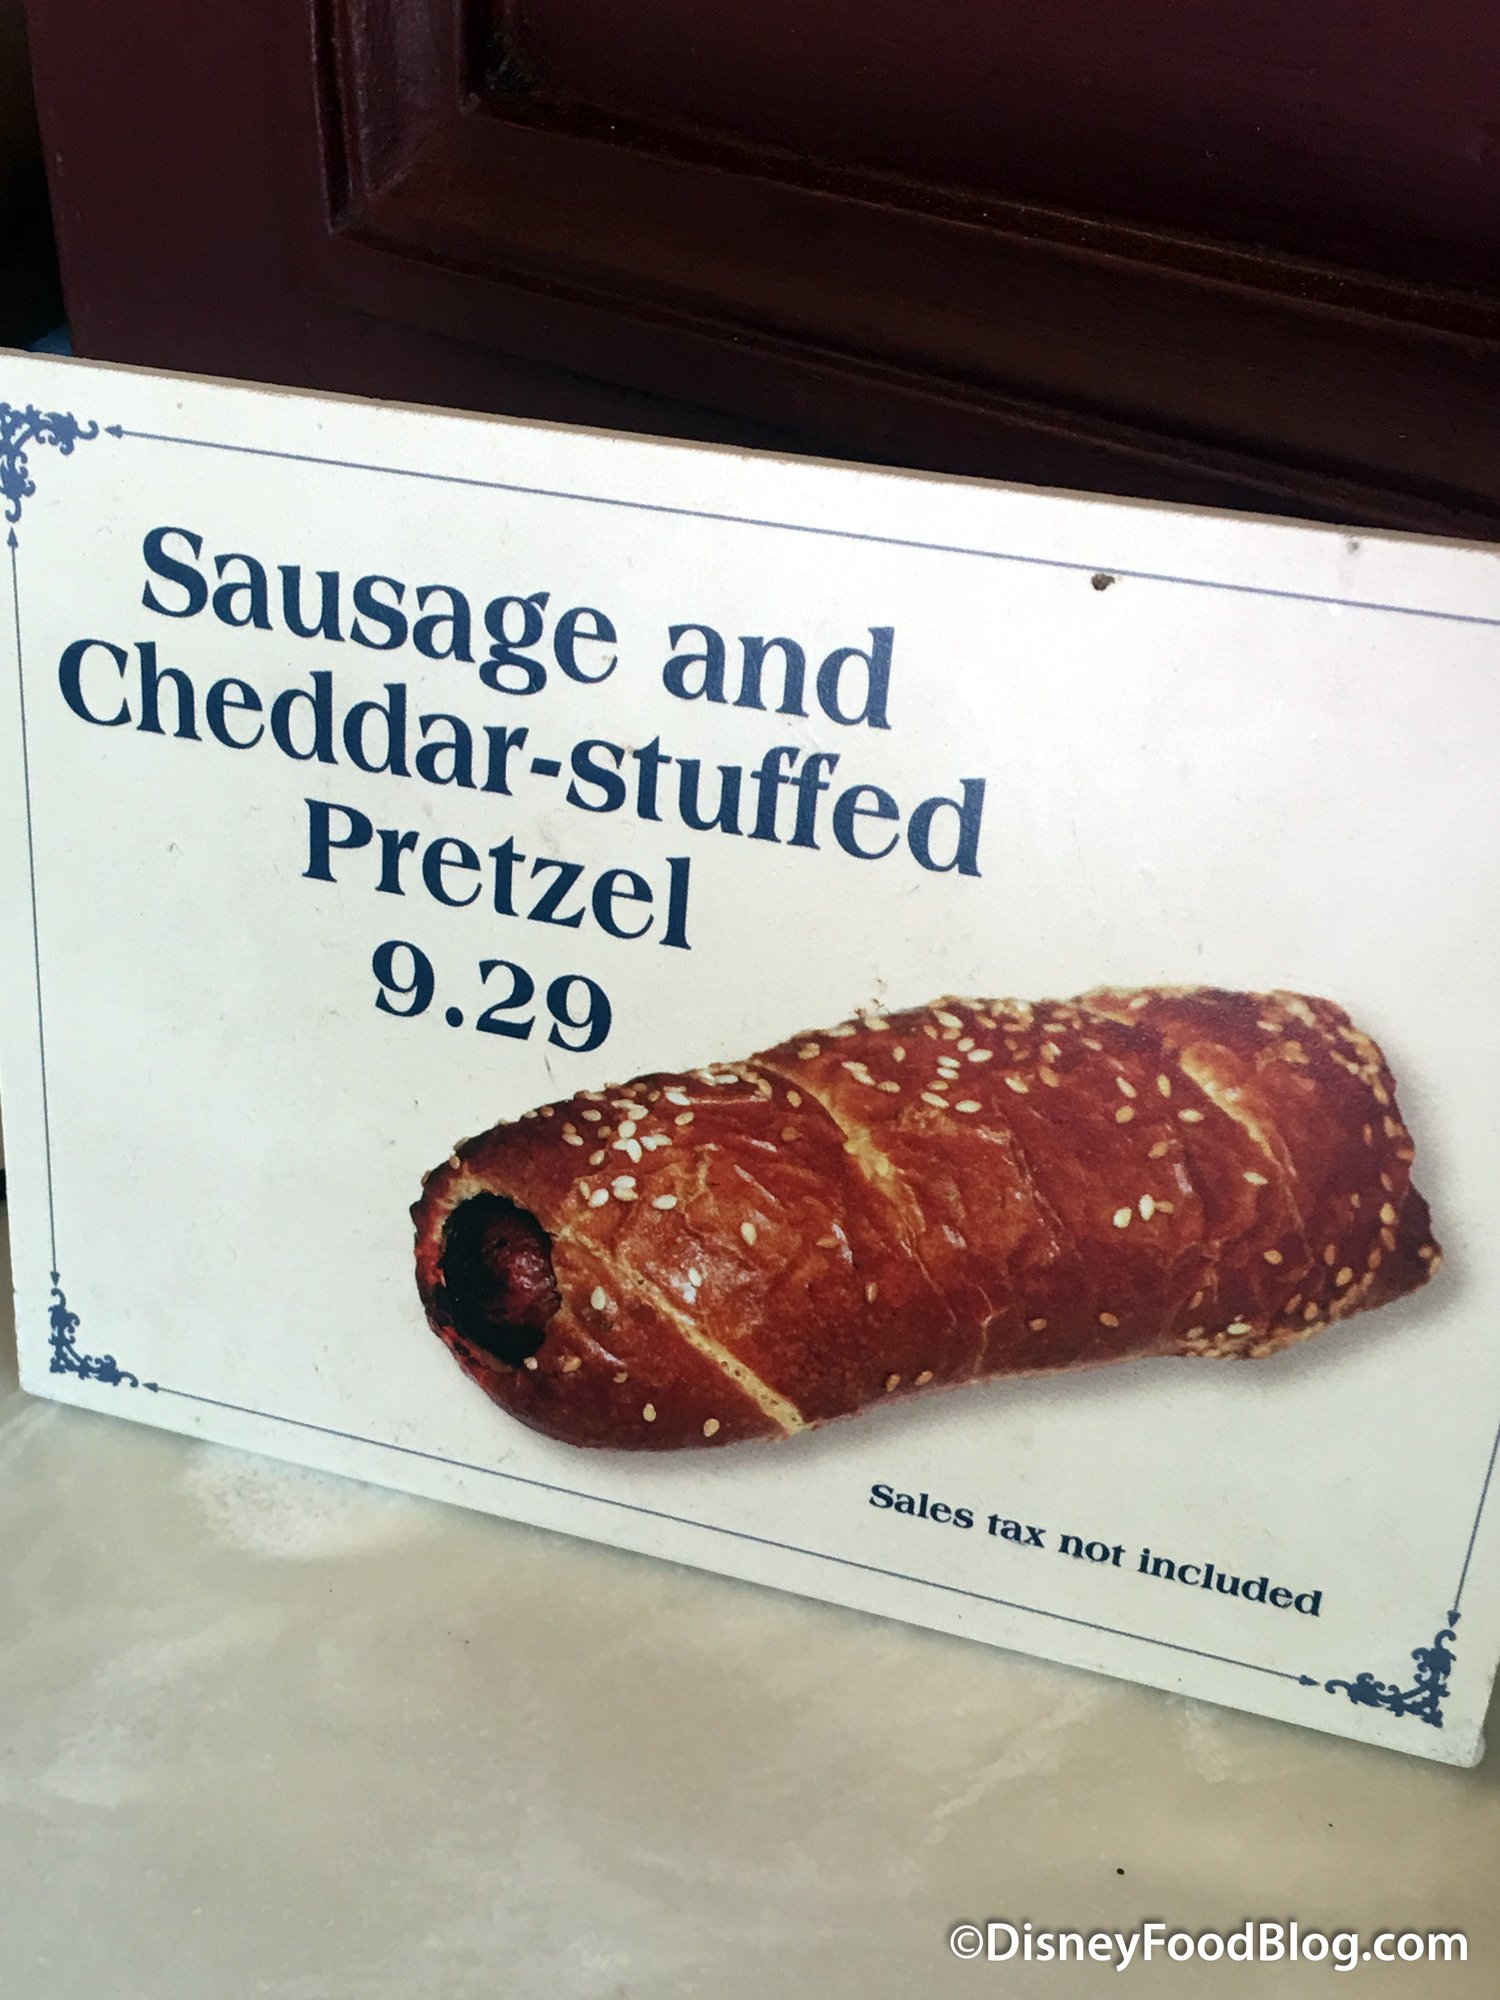 Sausage and
Cheddar-stuffed
Pretzel
9.29
Sales tax not included
©DisneyFoodBlog.com